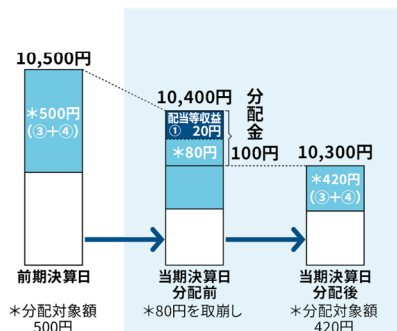 10,500円
＊500円
(③+④)
前期決算日
＊分配対象額
500円
10,400円
配当等収益
① 20円
＊80円
分配金
100円
当期決算日
分配前
＊80円を取崩し
10,300円
＊420円
(③+④)
当期決算日
分配後
＊分配対象額
420円